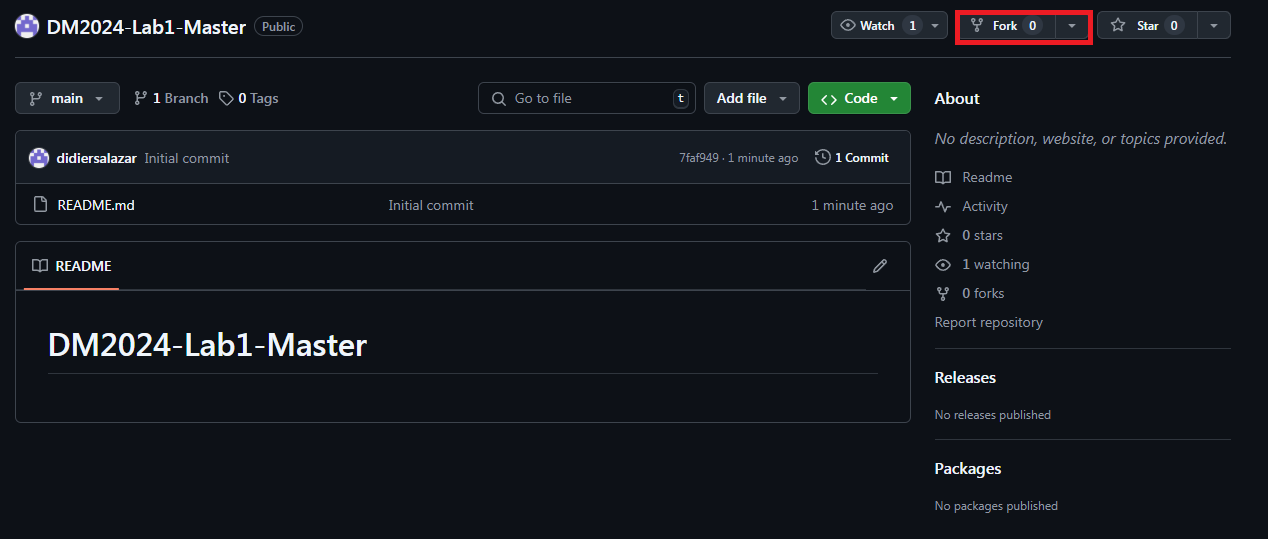 DM2024-Lab1-Master Public Watch 1 Fork 0 Star 0
main 1 Branch 0 Tags Go to file t Add file Code
didiersalazar Initial commit 7faf949 · 1 minute ago 1 Commit
README.md Initial commit 1 minute ago
README
DM2024-Lab1-Master
About
No description, website, or topics provided.
Readme
Activity
0 stars
1 watching
0 forks
Report repository
Releases
No releases published
Packages
No packages published